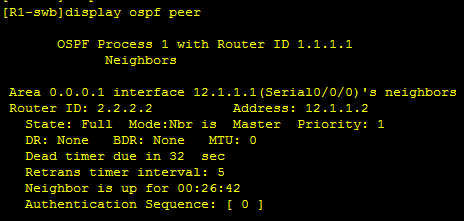 [R1-swb]display ospf peer
OSPF Process 1 with Router ID 1.1.1.1
Neighbors
Area 0.0.0.1 interface 12.1.1.1(Serial0/0/0)'s neighbors
Router ID: 2.2.2.2 Address: 12.1.1.2
State: Full Mode:Nbr is Master Priority: 1
DR: None BDR: None MTU: 0
Dead timer due in 32 sec
Retrans timer interval: 5
Neighbor is up for 00:26:42
Authentication Sequence: [ 0 ]